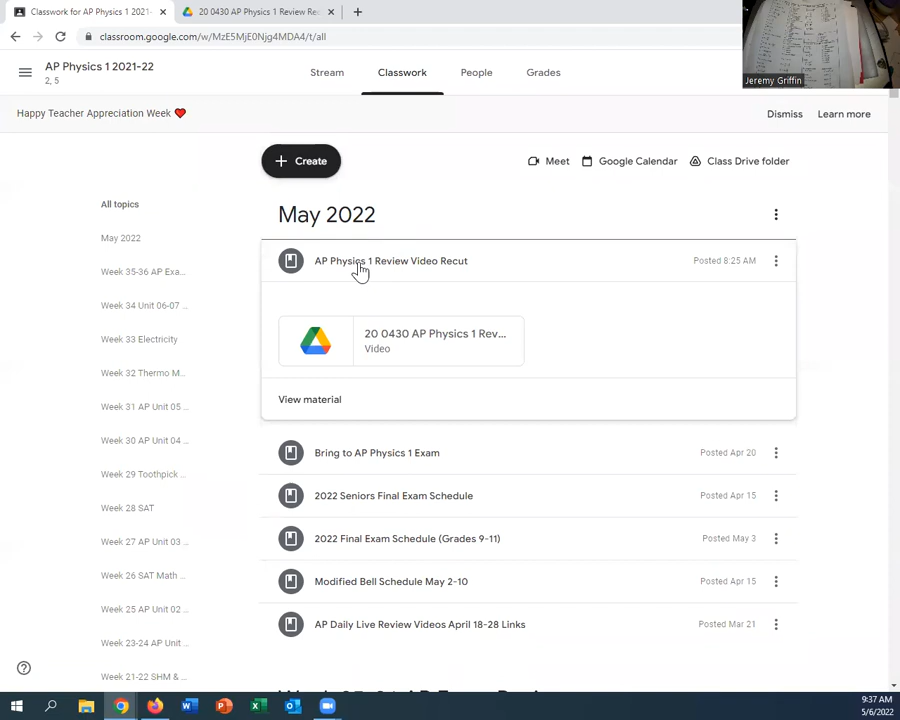 Classwork for AP Physics 1 2021-
20 0430 AP Physics 1 Review Re
classroom.google.com/w/MzE5MjE0Njg4MDA4/t/all
AP Physics 1 2021-22
2, 5
Stream
Classwork
People
Grades
Jeremy Griffin
Happy Teacher Appreciation Week ❤️
Dismiss
Learn more
Create
Meet
Google Calendar
Class Drive folder
All topics
May 2022
Week 35-36 AP Exa...
Week 34 Unit 06-07 ...
Week 33 Electricity
Week 32 Thermo M...
Week 31 AP Unit 05 ...
Week 30 AP Unit 04 ...
Week 29 Toothpick ...
Week 28 SAT
Week 27 AP Unit 03 ...
Week 26 SAT Math ...
Week 25 AP Unit 02 ...
Week 23-24 AP Unit ...
Week 21-22 SHM & ...
May 2022
AP Physics 1 Review Video Recut
Posted 8:25 AM
20 0430 AP Physics 1 Rev...
Video
View material
Bring to AP Physics 1 Exam
Posted Apr 20
2022 Seniors Final Exam Schedule
Posted Apr 15
2022 Final Exam Schedule (Grades 9-11)
Posted May 3
Modified Bell Schedule May 2-10
Posted Apr 15
AP Daily Live Review Videos April 18-28 Links
Posted Mar 21
9:37 AM
5/6/2022